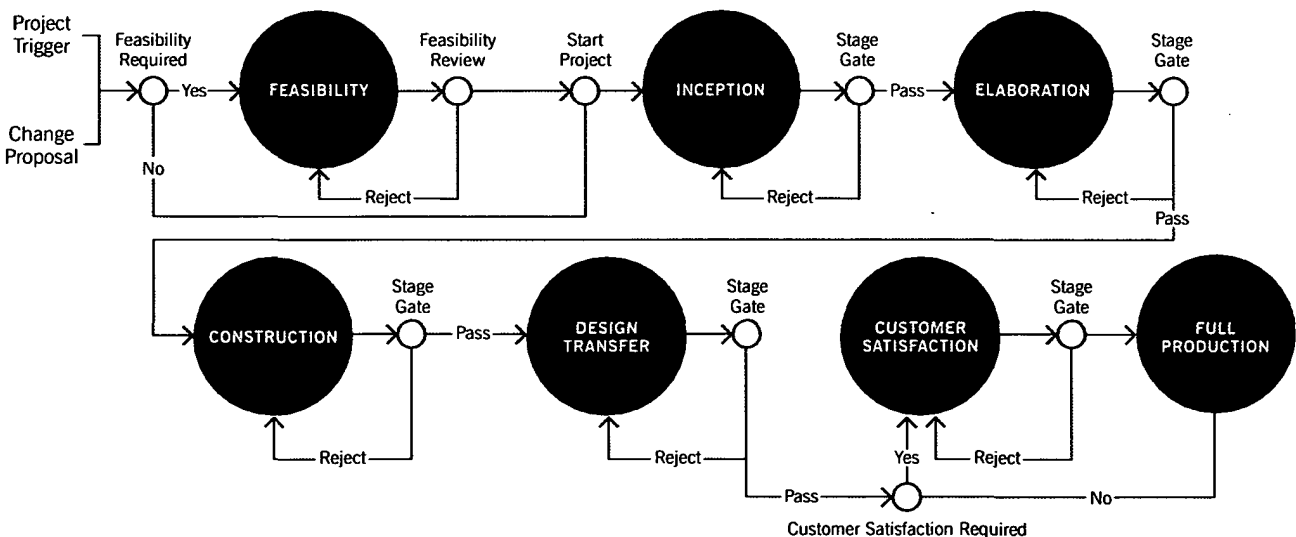 Project
Trigger
Feasibility
Required
Feasibility
Review
Start
Project
Stage
Gate
Stage
Gate
Yes
FEASIBILITY
INCEPTION
Pass
ELABORATION
Change
Proposal
No
Reject
Reject
Reject
Pass
Stage
Gate
Stage
Gate
Stage
Gate
CONSTRUCTION
Pass
DESIGN
TRANSFER
CUSTOMER
SATISFACTION
FULL
PRODUCTION
Reject
Reject
Yes
Reject
Pass
No
Customer Satisfaction Required